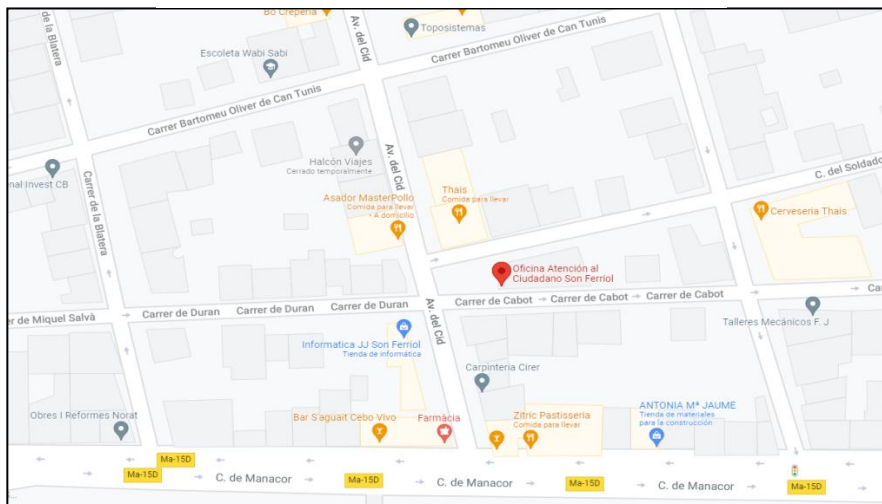 Bo Creperia
Toposistemas
de la Blatera
Av. del Cid
Escoleta Wabi Sabi
Carrer Bartomeu Oliver de Can Tunis
Carrer Bartomeu Oliver de Can Tunis
Halcón Viajes
Cerrado temporalmente
Av. del Cid
nal Invest CB
Carrer de la Blatera
C. del Soldado
Asador MasterPollo
Comida para llevar
- A domicilio
Thais
Comida para llevar
Cerveseria Thais
Oficina Atención al
Ciudadano Son Ferriol
Carrer de Cabot
Carrer de Cabot
Carrer de Cabot
Car
er de Miquel Salvà
Carrer de Duran
Carrer de Duran
Carrer de Duran
Av. del Cid
Talleres Mecánicos F. J
Informatica JJ Son Ferriol
Tienda de informática
Carpinteria Cirer
Obres I Reformes Norat
Bar S'aguait Cebo Vivo
Farmàcia
Zitric Pastisseria
Comida para llevar
ANTONIA Mª JAUME
Tienda de materiales
para la construcción
Ma-15D
Ma-15D
C. de Manacor
Ma-15D
C. de Manacor
Ma-15D
C. de Manacor
Ma-15D